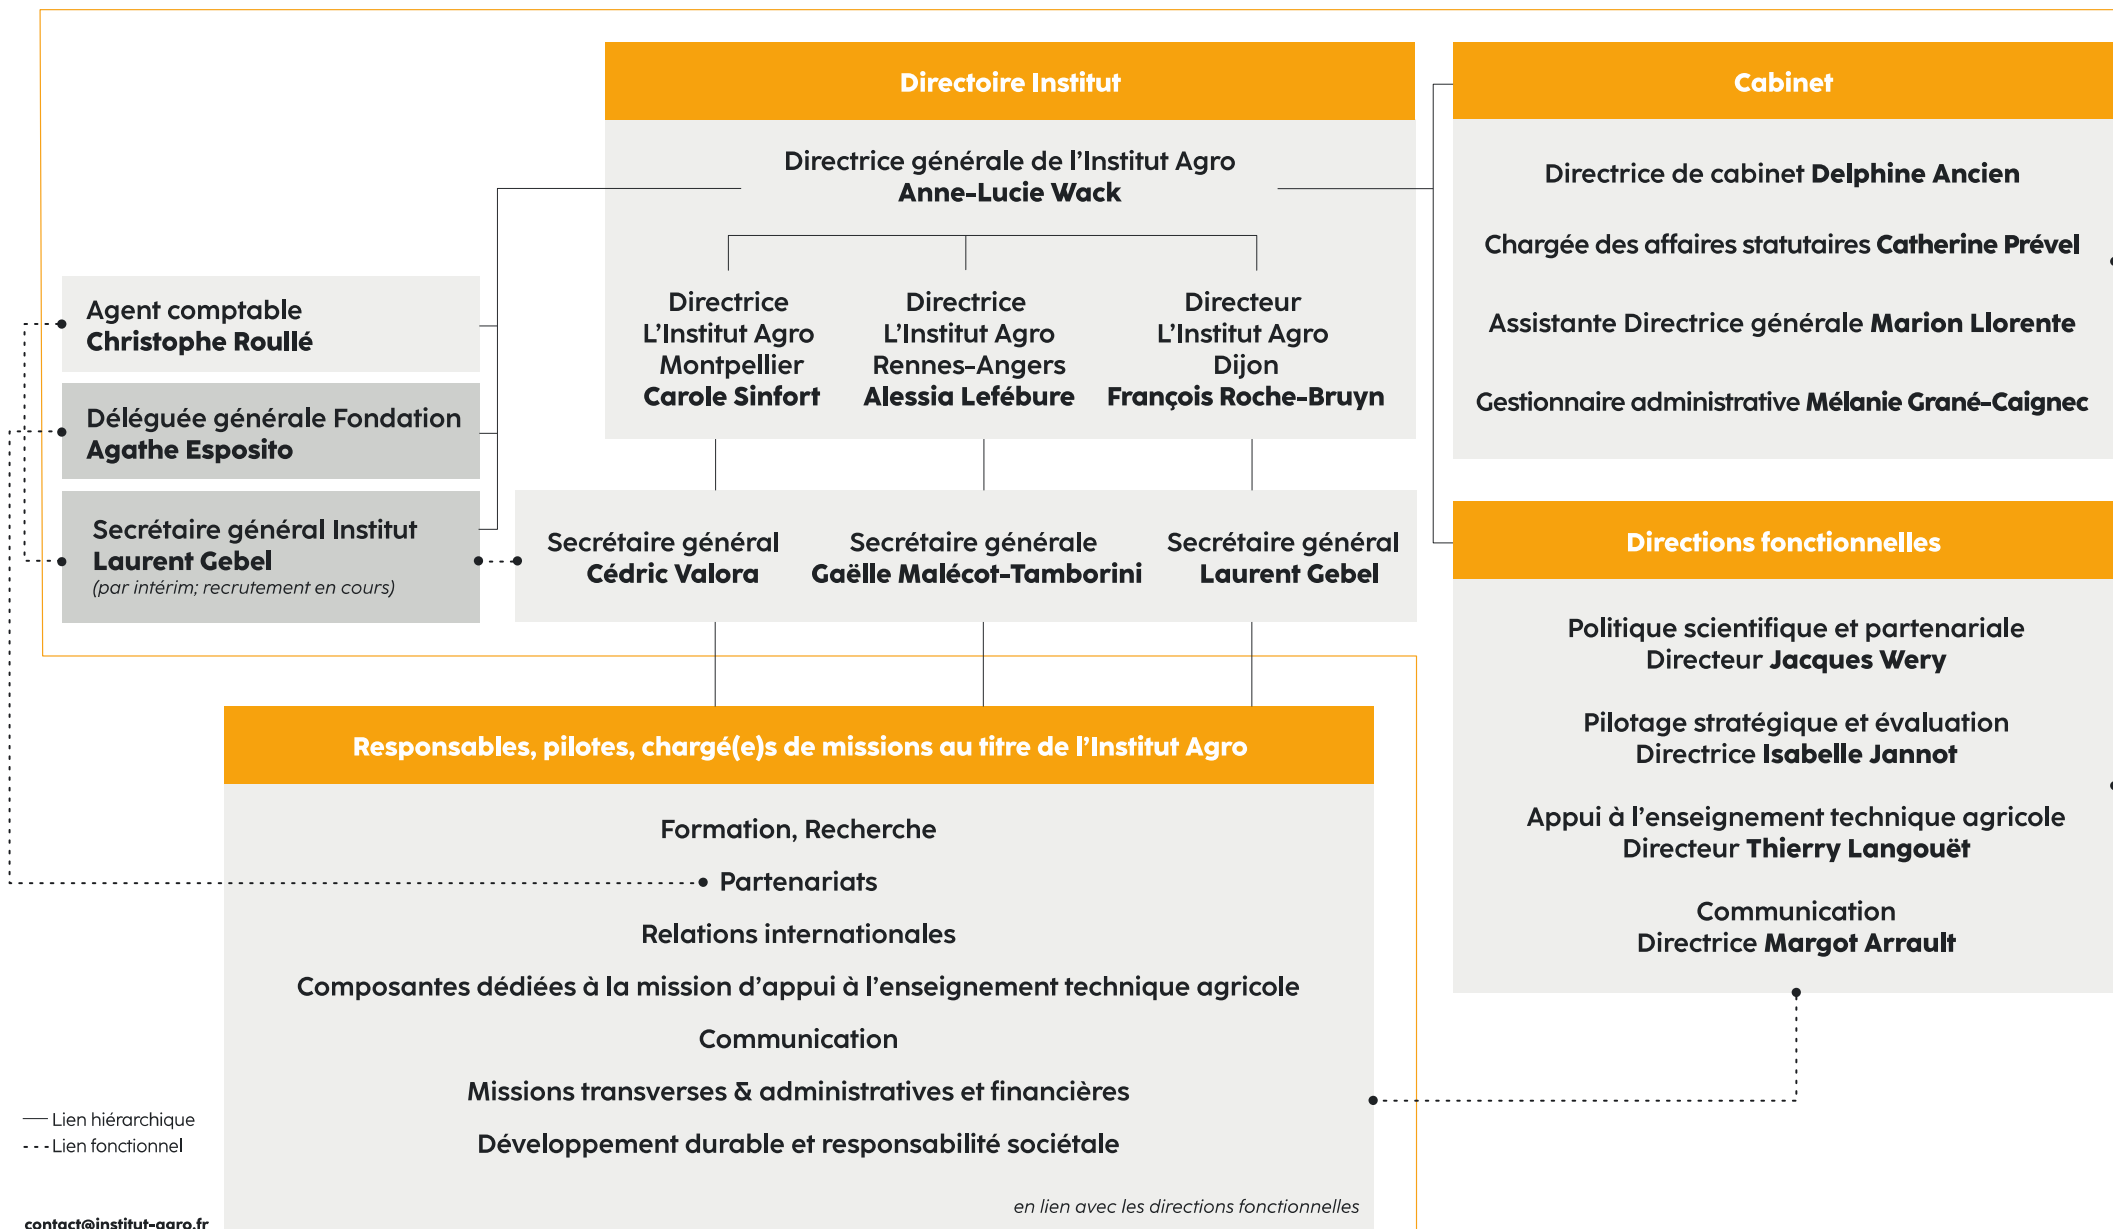 Directoire Institut
Directrice générale de l'Institut Agro
Anne-Lucie Wack
Directrice
L'Institut Agro
Montpellier
Carole Sinfort
Directrice
L'Institut Agro
Rennes-Angers
Alessia Lefébure
Directeur
L'Institut Agro
Dijon
François Roche-Bruyn
Cabinet
Directrice de cabinet Delphine Ancien
Chargée des affaires statutaires Catherine Prével
Assistante Directrice générale Marion Llorente
Gestionnaire administrative Mélanie Grané-Caignec
Agent comptable
Christophe Roullé
Déléguée générale Fondation
Agathe Esposito
Secrétaire général Institut
Laurent Gebel
(par intérim; recrutement en cours)
Secrétaire général
Cédric Valora
Secrétaire générale
Gaëlle Malécot-Tamborini
Secrétaire général
Laurent Gebel
Directions fonctionnelles
Politique scientifique et partenariale
Directeur Jacques Wery
Pilotage stratégique et évaluation
Directrice Isabelle Jannot
Appui à l'enseignement technique agricole
Directeur Thierry Langouët
Communication
Directrice Margot Arrault
Responsables, pilotes, chargé(e)s de missions au titre de l'Institut Agro
Formation, Recherche
Partenariats
Relations internationales
Composantes dédiées à la mission d'appui à l'enseignement technique agricole
Communication
Missions transverses & administratives et financières
Développement durable et responsabilité sociétale
en lien avec les directions fonctionnelles
Lien hiérarchique
Lien fonctionnel
contact@institut-agro.fr